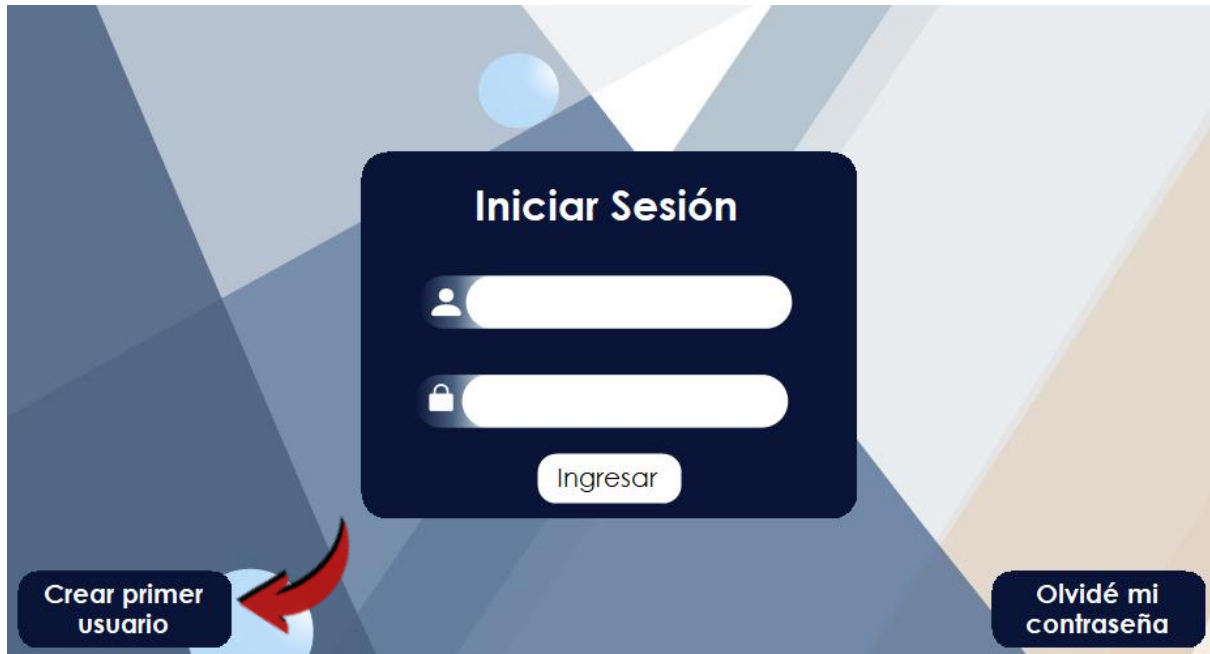 Iniciar Sesión
Ingresar
Crear primer
usuario
Olvidé mi
contraseña